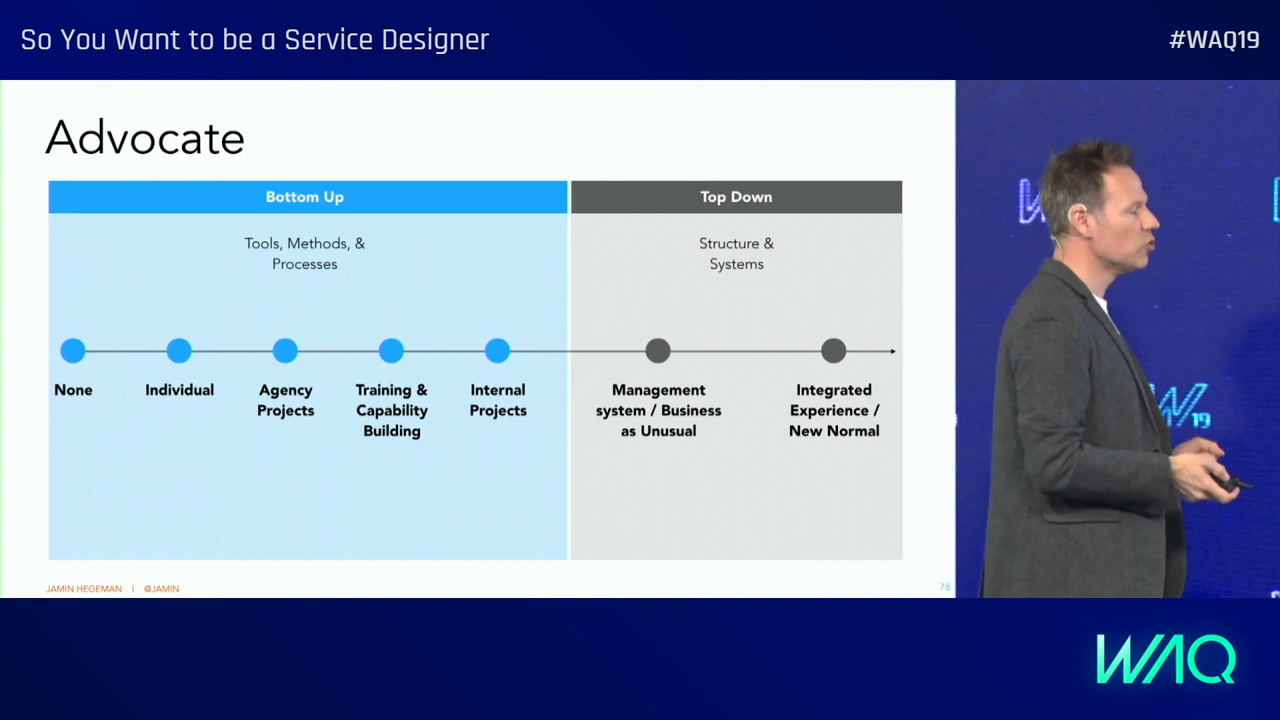 So You Want to be a Service Designer
#WAQ19
Advocate
Bottom Up
Top Down
Tools, Methods, &
Processes
Structure &
Systems
None
Individual
Agency
Projects
Training &
Capability
Building
Internal
Projects
Management
system / Business
as Unusual
Integrated
Experience /
New Normal
JAMIN HEGEMAN | @JAMIN
78
19
WAQ